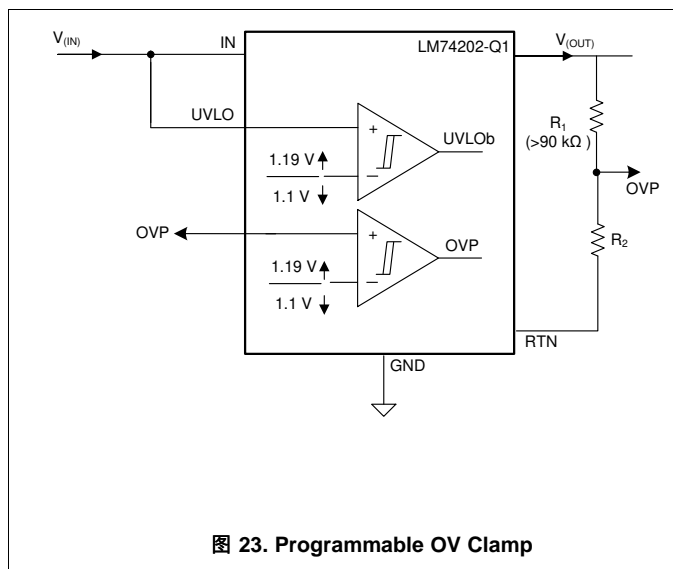 V(IN)
IN
LM74202-Q1
V(OUT)
UVLO
+
UVLOb
R1
(>90 kΩ )
1.19 V
−
1.1 V
OVP
OVP
+
OVP
R2
1.19 V
−
1.1 V
RTN
GND
图 23. Programmable OV Clamp